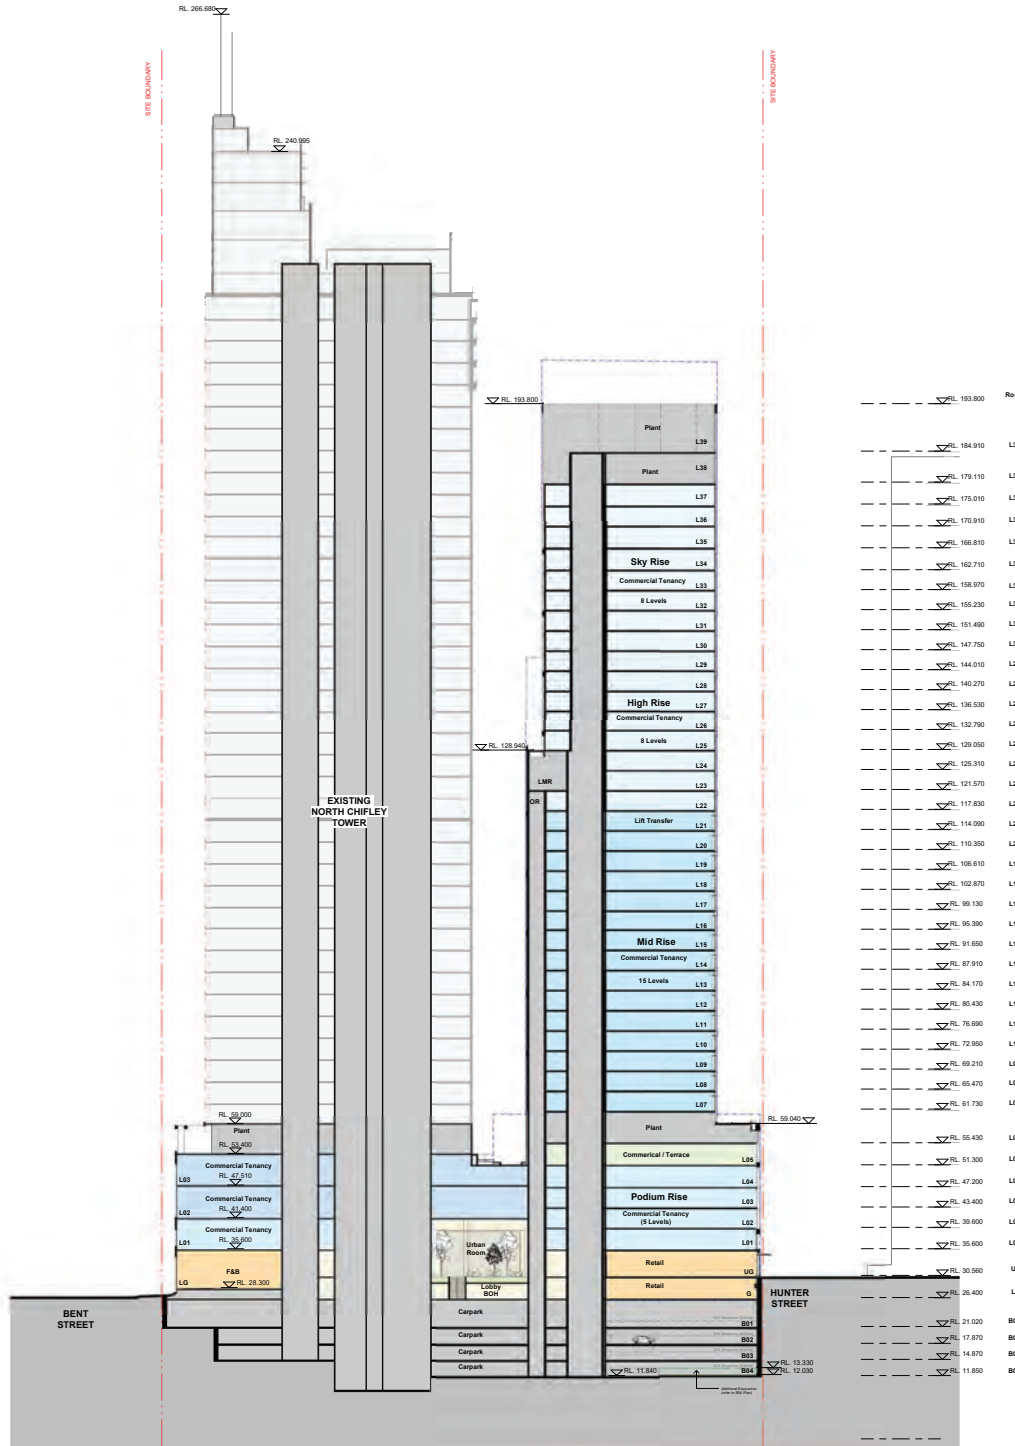 RL. 266.680
SITE BOUNDARY
SITE BOUNDARY
RL. 240.995
RL. 193.800
Plant
L39
Plant
L38
L37
L36
L35
Sky Rise
L34
Commercial Tenancy
L33
8 Levels
L32
L31
L30
L29
L28
High Rise
L27
Commercial Tenancy
L26
8 Levels
L25
RL. 128.940
L24
LMR
L23
OR
L22
EXISTING
NORTH CHIFLEY
TOWER
Lift Transfer
L21
L20
L19
L18
L17
L16
Mid Rise
L15
Commercial Tenancy
L14
15 Levels
L13
L12
L11
L10
L09
L08
L07
RL. 59.000
Plant
RL. 53.400
Plant
RL. 59.040
Commercial Tenancy
RL. 47.510
L03
Commerical / Terrace
L05
L04
Commercial Tenancy
RL. 41.400
L02
Podium Rise
L03
Commercial Tenancy
(5 Levels)
L02
Commercial Tenancy
RL. 35.600
L01
L01
Urban
Room
F&B
LG
RL. 28.300
Retail
UG
Lobby
BOH
Retail
G
BENT
STREET
HUNTER
STREET
Carpark
B01
Carpark
B02
Carpark
B03
Carpark
B04
RL. 11.840
RL. 13.330
RL. 12.030
Additional Excavation
(refer to B04 Plan)
RL. 193.800
RL. 184.910
RL. 179.110
RL. 175.010
RL. 170.910
RL. 166.810
RL. 162.710
RL. 158.970
RL. 155.230
RL. 151.490
RL. 147.750
RL. 144.010
RL. 140.270
RL. 136.530
RL. 132.790
RL. 129.050
RL. 125.310
RL. 121.570
RL. 117.830
RL. 114.090
RL. 110.350
RL. 106.610
RL. 102.870
RL. 99.130
RL. 95.390
RL. 91.650
RL. 87.910
RL. 84.170
RL. 80.430
RL. 76.690
RL. 72.950
RL. 69.210
RL. 65.470
RL. 61.730
RL. 55.430
RL. 51.300
RL. 47.200
RL. 43.400
RL. 39.600
RL. 35.600
RL. 30.560
RL. 26.400
RL. 21.020
RL. 17.870
RL. 14.870
RL. 11.850